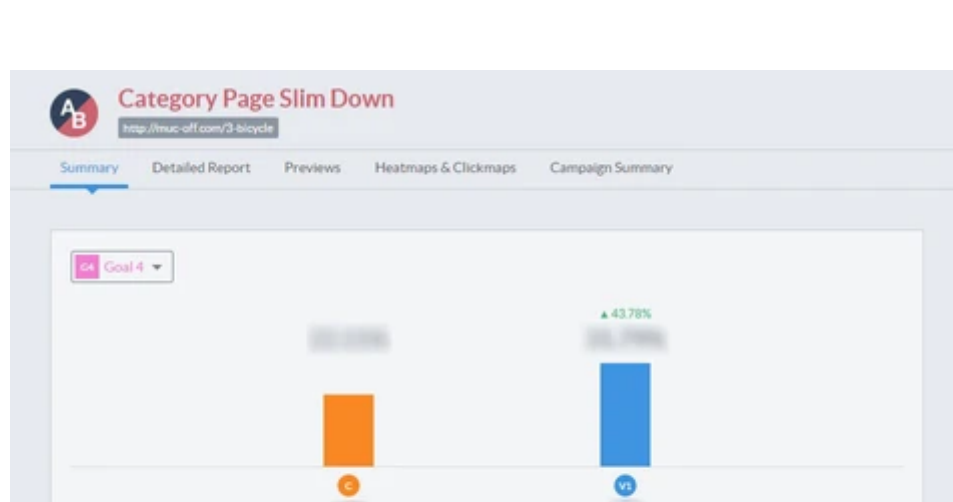 AB
Category Page Slim Down
http://muc-off.com/3-bicycle
Summary Detailed Report Previews Heatmaps & Clickmaps Campaign Summary
G4 Goal 4
▲ 43.78%
C V1